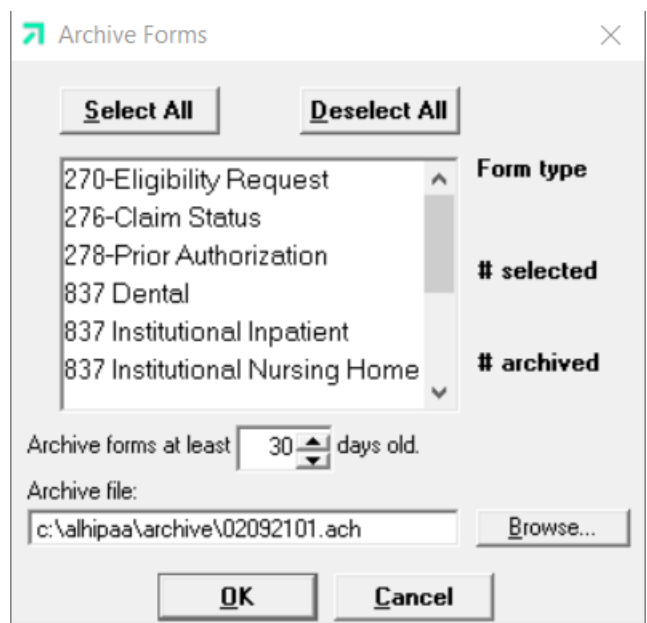 Archive Forms
Select All
Deselect All
270-Eligibility Request
276-Claim Status
278-Prior Authorization
837 Dental
837 Institutional Inpatient
837 Institutional Nursing Home
Form type
# selected
# archived
Archive forms at least 30 days old.
Archive file:
c:\alhipaa\archive\02092101.ach
Browse...
OK
Cancel